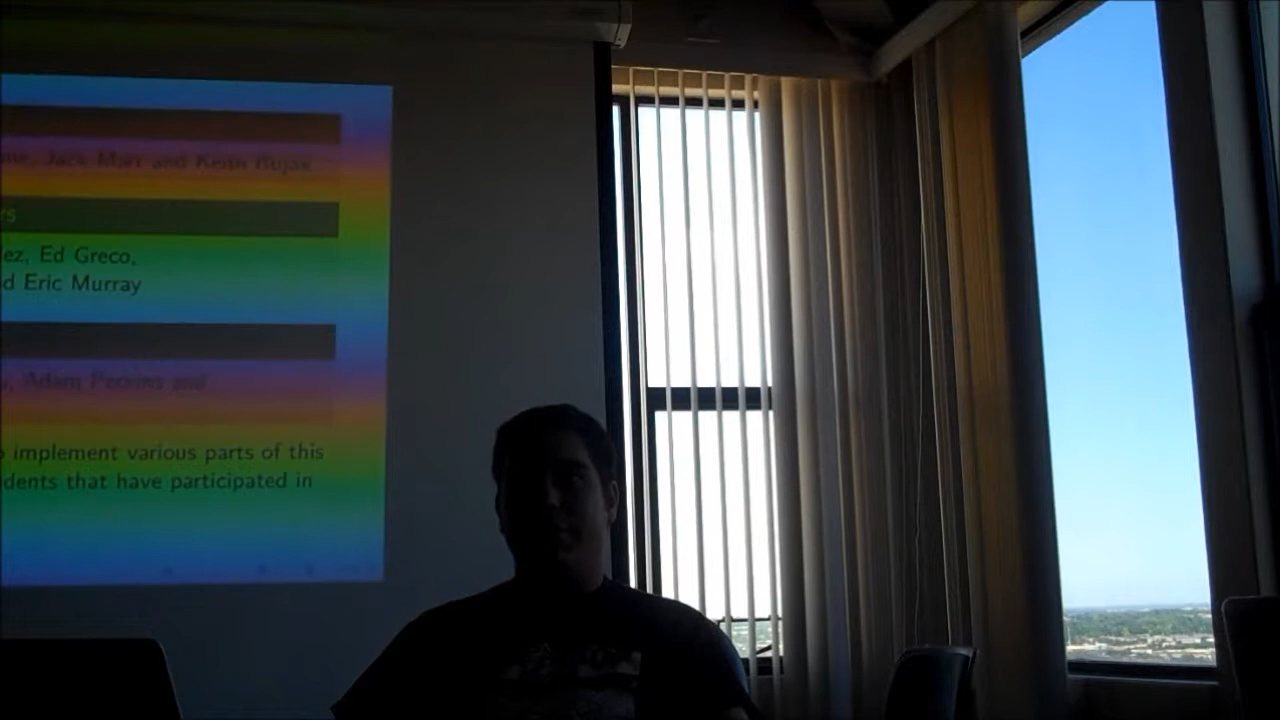 Jack Marr and Keith Bujak
ys
ez, Ed Greco,
d Eric Murray
Adam Perkins and
o implement various parts of this
dents that have participated in